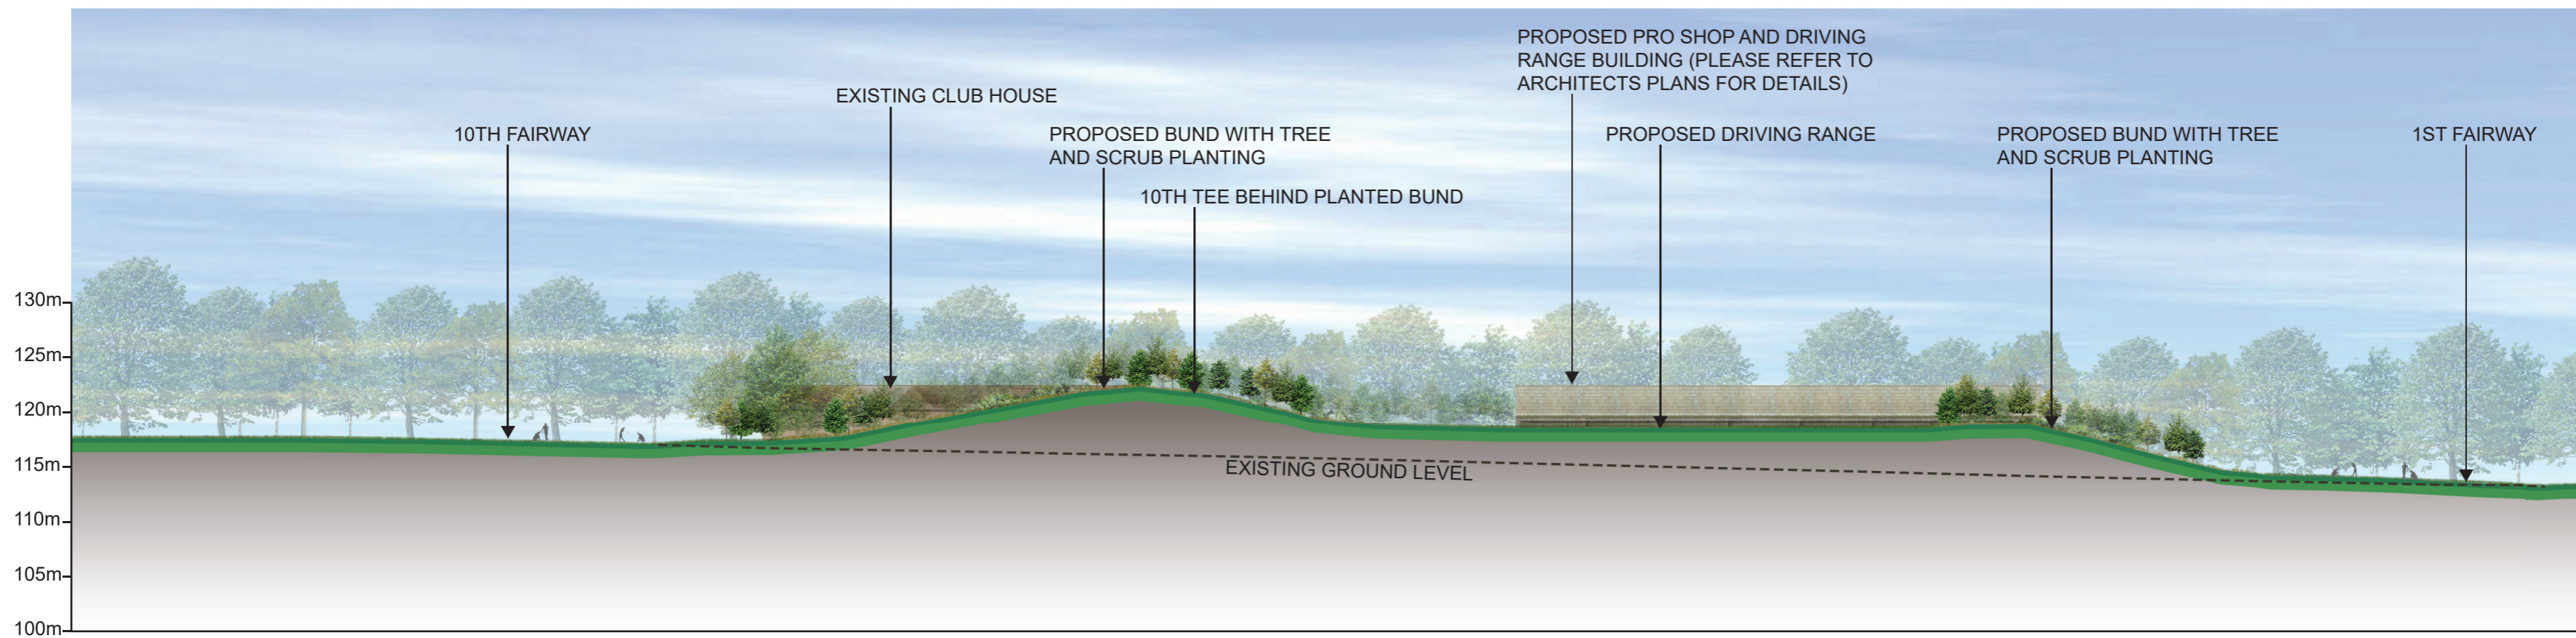 PROPOSED PRO SHOP AND DRIVING
RANGE BUILDING (PLEASE REFER TO
ARCHITECTS PLANS FOR DETAILS)
EXISTING CLUB HOUSE
10TH FAIRWAY
PROPOSED BUND WITH TREE
AND SCRUB PLANTING
10TH TEE BEHIND PLANTED BUND
PROPOSED DRIVING RANGE
PROPOSED BUND WITH TREE
AND SCRUB PLANTING
1ST FAIRWAY
130m
125m
120m
115m
110m
105m
100m
EXISTING GROUND LEVEL